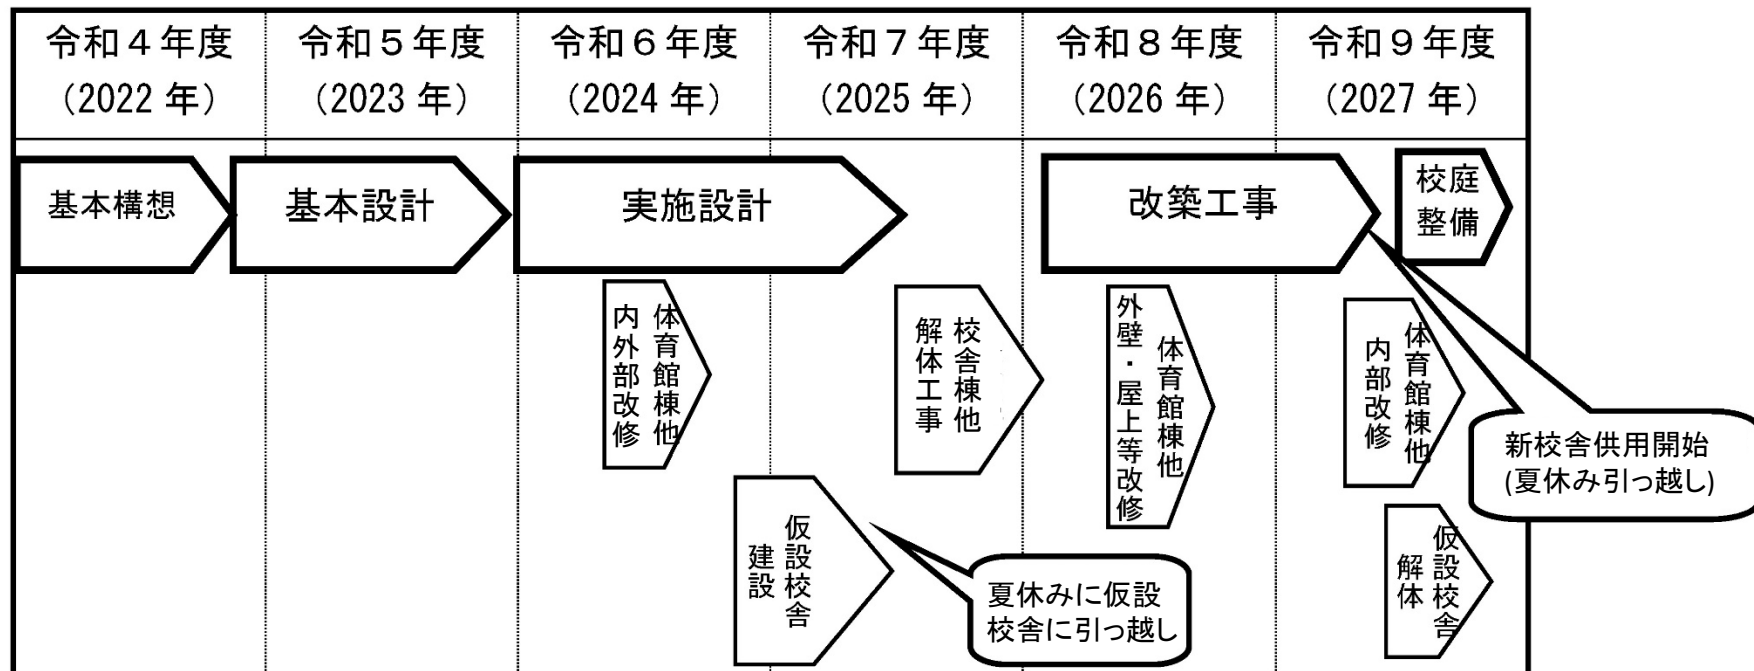 令和４年度
（2022 年）
令和５年度
（2023 年）
令和６年度
（2024 年）
令和７年度
（2025 年）
令和８年度
（2026 年）
令和９年度
（2027 年）
基本構想
基本設計
実施設計
改築工事
校庭
整備
体育館棟他
内外部改修
校舎棟他
解体工事
体育館棟他
外壁・屋上等改修
体育館棟他
内部改修
新校舎供用開始
(夏休み引っ越し)
仮設校舎
建設
夏休みに仮設
校舎に引っ越し
仮設校舎
解体